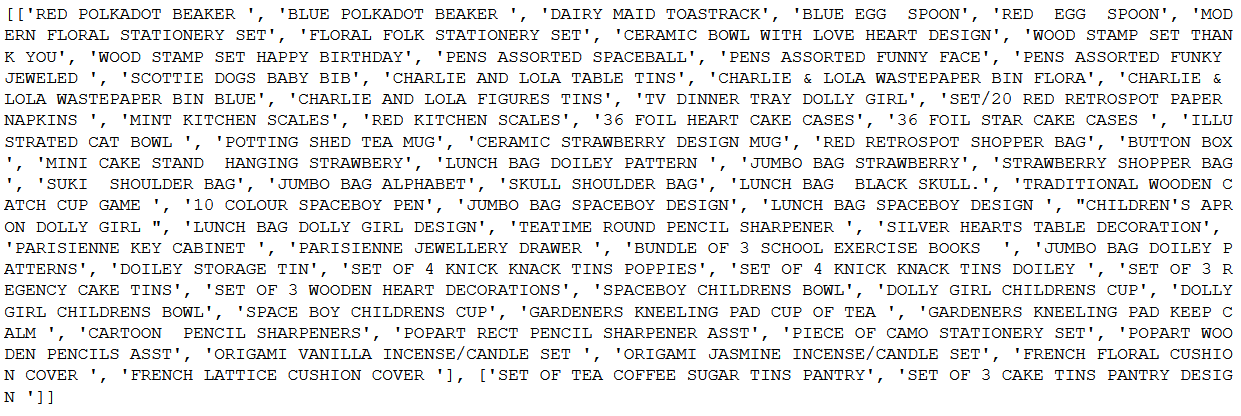 [['RED POLKADOT BEAKER ', 'BLUE POLKADOT BEAKER ', 'DAIRY MAID TOASTRACK', 'BLUE EGG  SPOON', 'RED  EGG  SPOON', 'MOD
ERN FLORAL STATIONERY SET', 'FLORAL FOLK STATIONERY SET', 'CERAMIC BOWL WITH LOVE HEART DESIGN', 'WOOD STAMP SET THAN
K YOU', 'WOOD STAMP SET HAPPY BIRTHDAY', 'PENS ASSORTED SPACEBALL', 'PENS ASSORTED FUNNY FACE', 'PENS ASSORTED FUNKY
JEWELED ', 'SCOTTIE DOGS BABY BIB', 'CHARLIE AND LOLA TABLE TINS', 'CHARLIE & LOLA WASTEPAPER BIN FLORA', 'CHARLIE &
LOLA WASTEPAPER BIN BLUE', 'CHARLIE AND LOLA FIGURES TINS', 'TV DINNER TRAY DOLLY GIRL', 'SET/20 RED RETROSPOT PAPER
NAPKINS ', 'MINT KITCHEN SCALES', 'RED KITCHEN SCALES', '36 FOIL HEART CAKE CASES', '36 FOIL STAR CAKE CASES ', 'ILLU
STRATED CAT BOWL ', 'POTTING SHED TEA MUG', 'CERAMIC STRAWBERRY DESIGN MUG', 'RED RETROSPOT SHOPPER BAG', 'BUTTON BOX
', 'MINI CAKE STAND  HANGING STRAWBERY', 'LUNCH BAG DOILEY PATTERN ', 'JUMBO BAG STRAWBERRY', 'STRAWBERRY SHOPPER BAG
', 'SUKI  SHOULDER BAG', 'JUMBO BAG ALPHABET', 'SKULL SHOULDER BAG', 'LUNCH BAG  BLACK SKULL.', 'TRADITIONAL WOODEN C
ATCH CUP GAME ', '10 COLOUR SPACEBOY PEN', 'JUMBO BAG SPACEBOY DESIGN', 'LUNCH BAG SPACEBOY DESIGN ', "CHILDREN'S APR
ON DOLLY GIRL ", 'LUNCH BAG DOLLY GIRL DESIGN', 'TEATIME ROUND PENCIL SHARPENER ', 'SILVER HEARTS TABLE DECORATION',
'PARISIENNE KEY CABINET ', 'PARISIENNE JEWELLERY DRAWER ', 'BUNDLE OF 3 SCHOOL EXERCISE BOOKS  ', 'JUMBO BAG DOILEY P
ATTERNS', 'DOILEY STORAGE TIN', 'SET OF 4 KNICK KNACK TINS POPPIES', 'SET OF 4 KNICK KNACK TINS DOILEY ', 'SET OF 3 R
EGENCY CAKE TINS', 'SET OF 3 WOODEN HEART DECORATIONS', 'SPACEBOY CHILDRENS BOWL', 'DOLLY GIRL CHILDRENS CUP', 'DOLLY
GIRL CHILDRENS BOWL', 'SPACE BOY CHILDRENS CUP', 'GARDENERS KNEELING PAD CUP OF TEA ', 'GARDENERS KNEELING PAD KEEP C
ALM ', 'CARTOON  PENCIL SHARPENERS', 'POPART RECT PENCIL SHARPENER ASST', 'PIECE OF CAMO STATIONERY SET', 'POPART WOO
DEN PENCILS ASST', 'ORIGAMI VANILLA INCENSE/CANDLE SET ', 'ORIGAMI JASMINE INCENSE/CANDLE SET', 'FRENCH FLORAL CUSHIO
N COVER ', 'FRENCH LATTICE CUSHION COVER '], ['SET OF TEA COFFEE SUGAR TINS PANTRY', 'SET OF 3 CAKE TINS PANTRY DESIG
N ']]